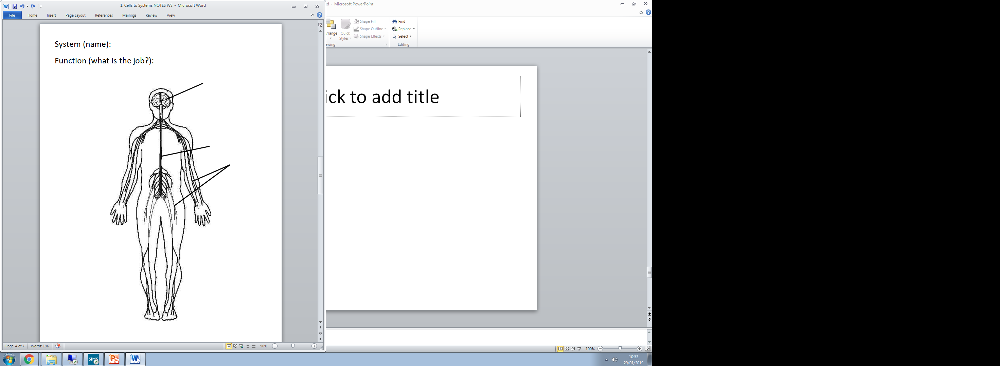 1. Cells to Systems NOTES WS - Microsoft Word
File Home Insert Page Layout References Mailings Review View
System (name):
Function (what is the job?):
Page: 4 of 7 Words: 196 90%
ed - Microsoft PowerPoint
Shape Fill
Shape Outline
Shape Effects
rrange
Quick
Styles
awing
Find
Replace
Select
Editing
ick to add title
100%
SIMS
10:53
29/01/2019